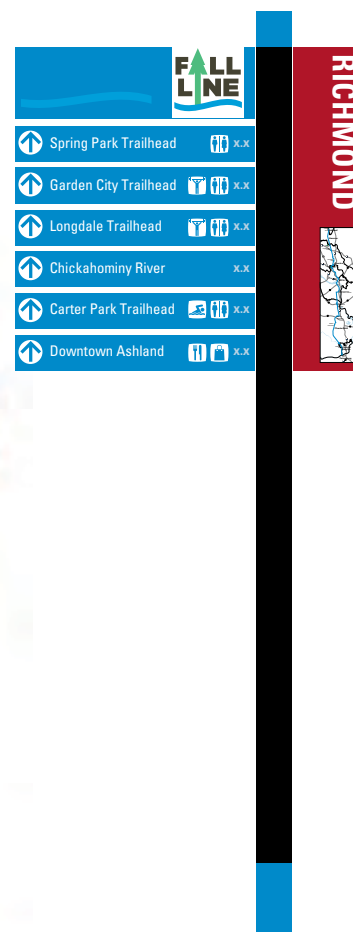 FALL
LINE
Spring Park Trailhead x.x
Garden City Trailhead x.x
Longdale Trailhead x.x
Chickahominy River x.x
Carter Park Trailhead x.x
Downtown Ashland x.x
RICHMOND